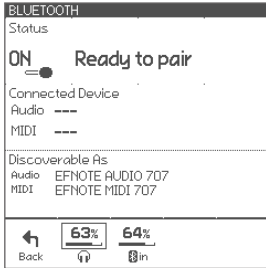 BLUETOOTH
Status
ON Ready to pair
Connected Device
Audio ---
MIDI ---
Discoverable As
Audio EFNOTE AUDIO 707
MIDI EFNOTE MIDI 707
63% 64%
Back in